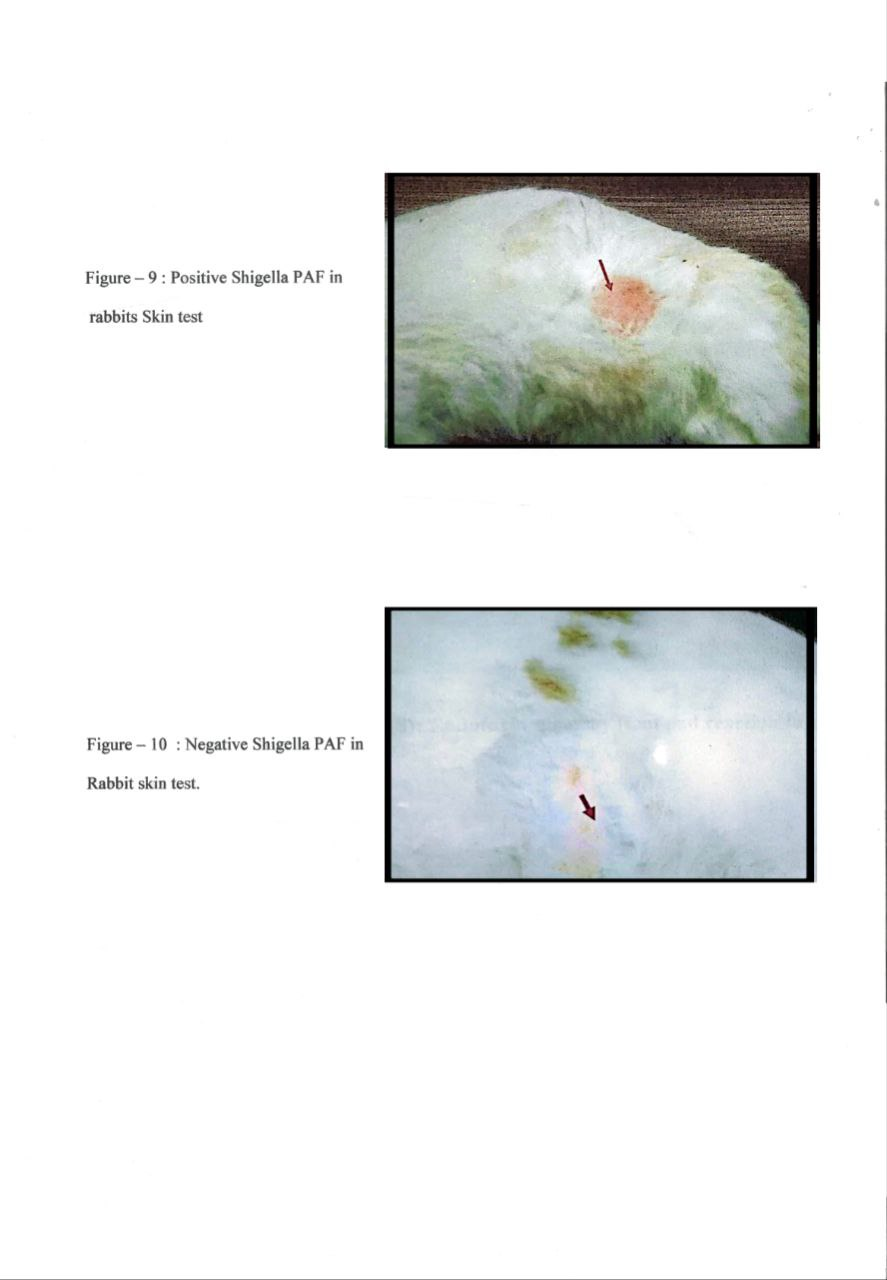 Figure – 9 : Positive Shigella PAF in
rabbits Skin test
Figure – 10 : Negative Shigella PAF in
Rabbit skin test.